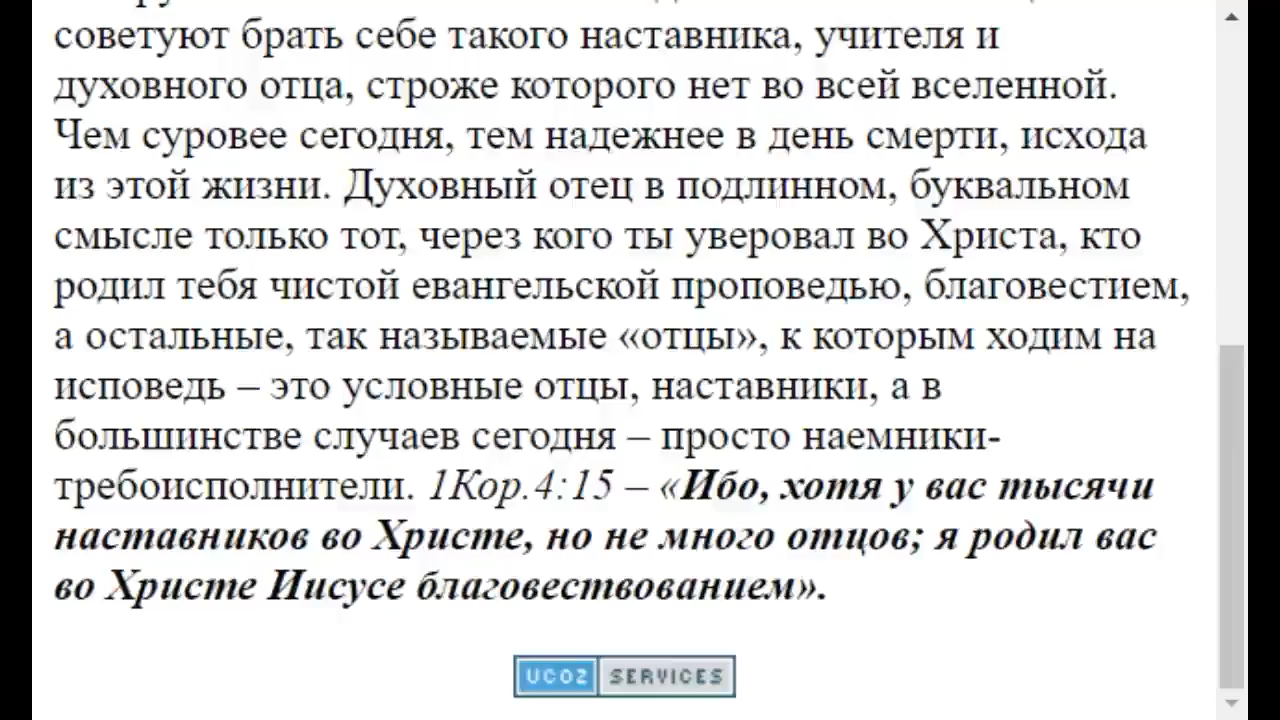 советуют брать себе такого наставника, учителя и
духовного отца, строже которого нет во всей вселенной.
Чем суровее сегодня, тем надежнее в день смерти, исхода
из этой жизни. Духовный отец в подлинном, буквальном
смысле только тот, через кого ты уверовал во Христа, кто
родил тебя чистой евангельской проповедью, благовестием,
а остальные, так называемые «отцы», к которым ходим на
исповедь – это условные отцы, наставники, а в
большинстве случаев сегодня – просто наемники-
требоисполнители. 1Кор.4:15 – «Ибо, хотя у вас тысячи
наставников во Христе, но не много отцов; я родил вас
во Христе Иисусе благовествованием».
UCOZ SERVICES